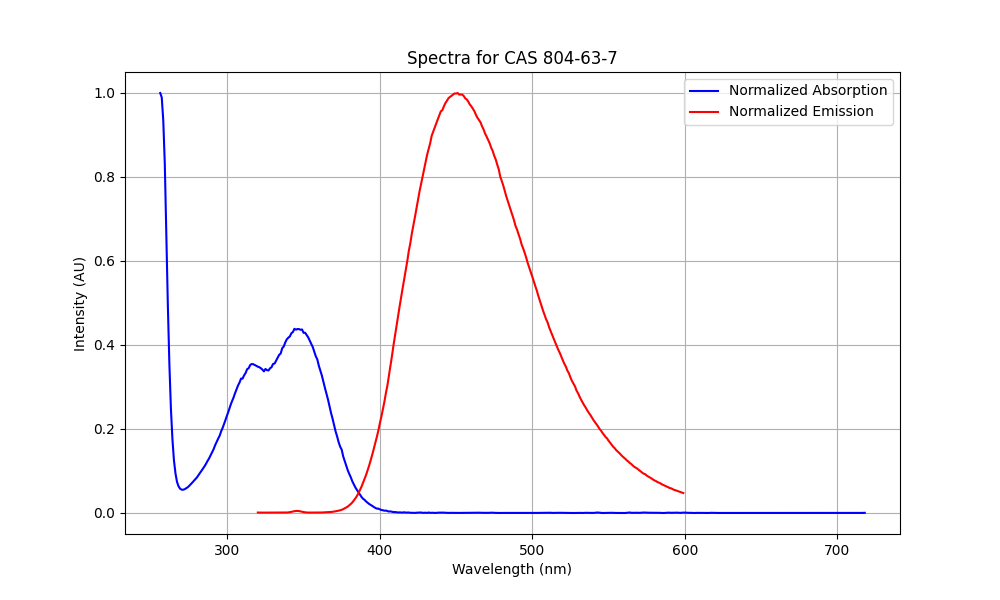 Spectra for CAS 804-63-7
Normalized Absorption
Normalized Emission
Intensity (AU)
1.0
0.8
0.6
0.4
0.2
0.0
300 400 500 600 700
Wavelength (nm)